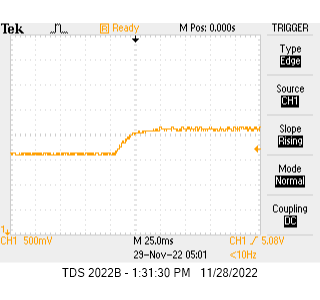 Tek
R Ready
M Pos: 0.000s
TRIGGER
Type
Edge
Source
CH1
Slope
Rising
Mode
Normal
Coupling
DC
1
CH1 500mV
M 25.0ms
CH1 5.08V
29-Nov-22 05:01
<10Hz
TDS 2022B - 1:31:30 PM 11/28/2022